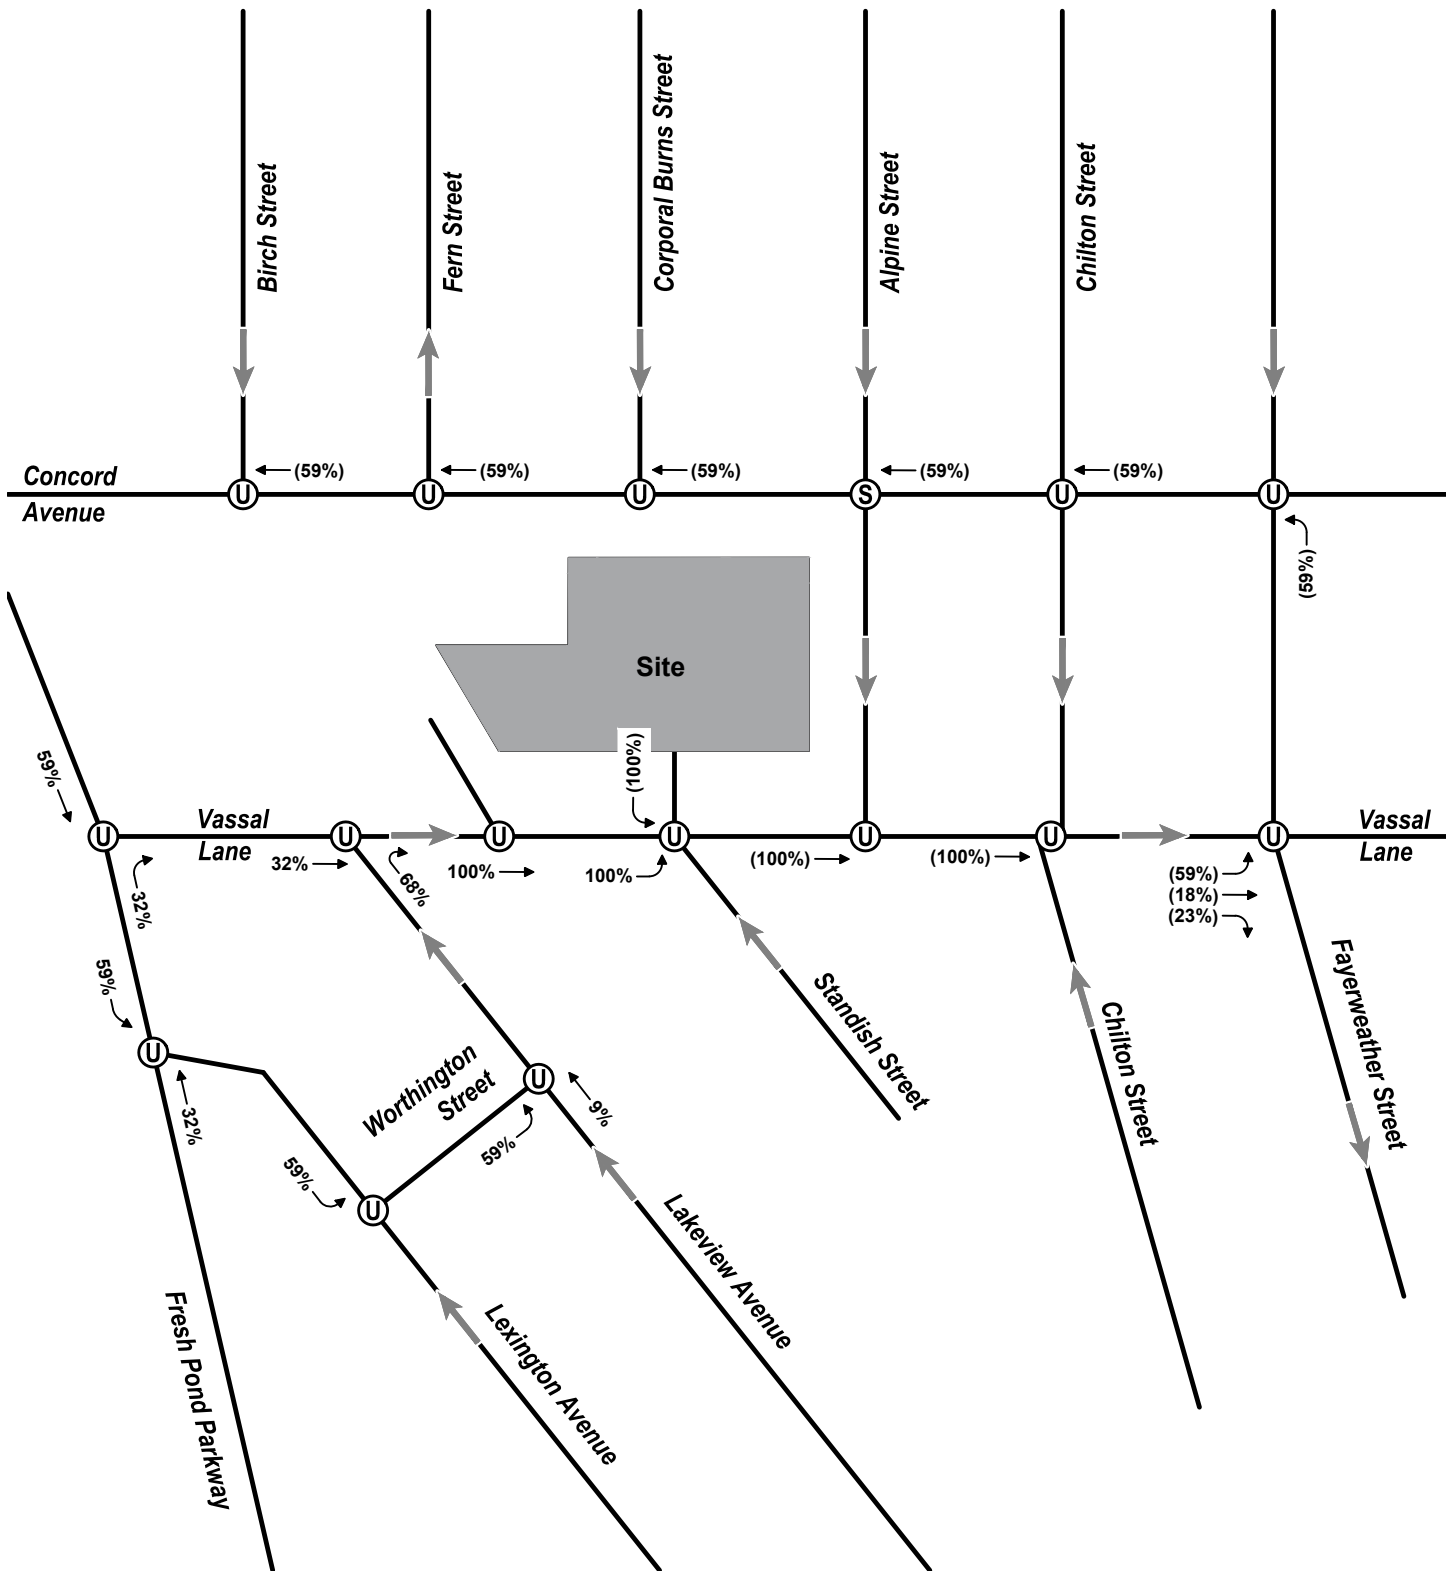 Birch Street
Fern Street
Corporal Burns Street
Alpine Street
Chilton Street
Concord
Avenue
(59%)
(59%)
(59%)
(59%)
(59%)
U
U
U
S
U
U
(59%)
Site
(100%)
59%
Vassal
Lane
Vassal
Lane
U
U
U
U
U
U
U
32%
32%
68%
100%
100%
(100%)
(100%)
(59%)
(18%)
(23%)
59%
U
32%
Worthington
Street
U
9%
59%
59%
U
Standish Street
Chilton Street
Fayerweather Street
Lakeview Avenue
Lexington Avenue
Fresh Pond Parkway